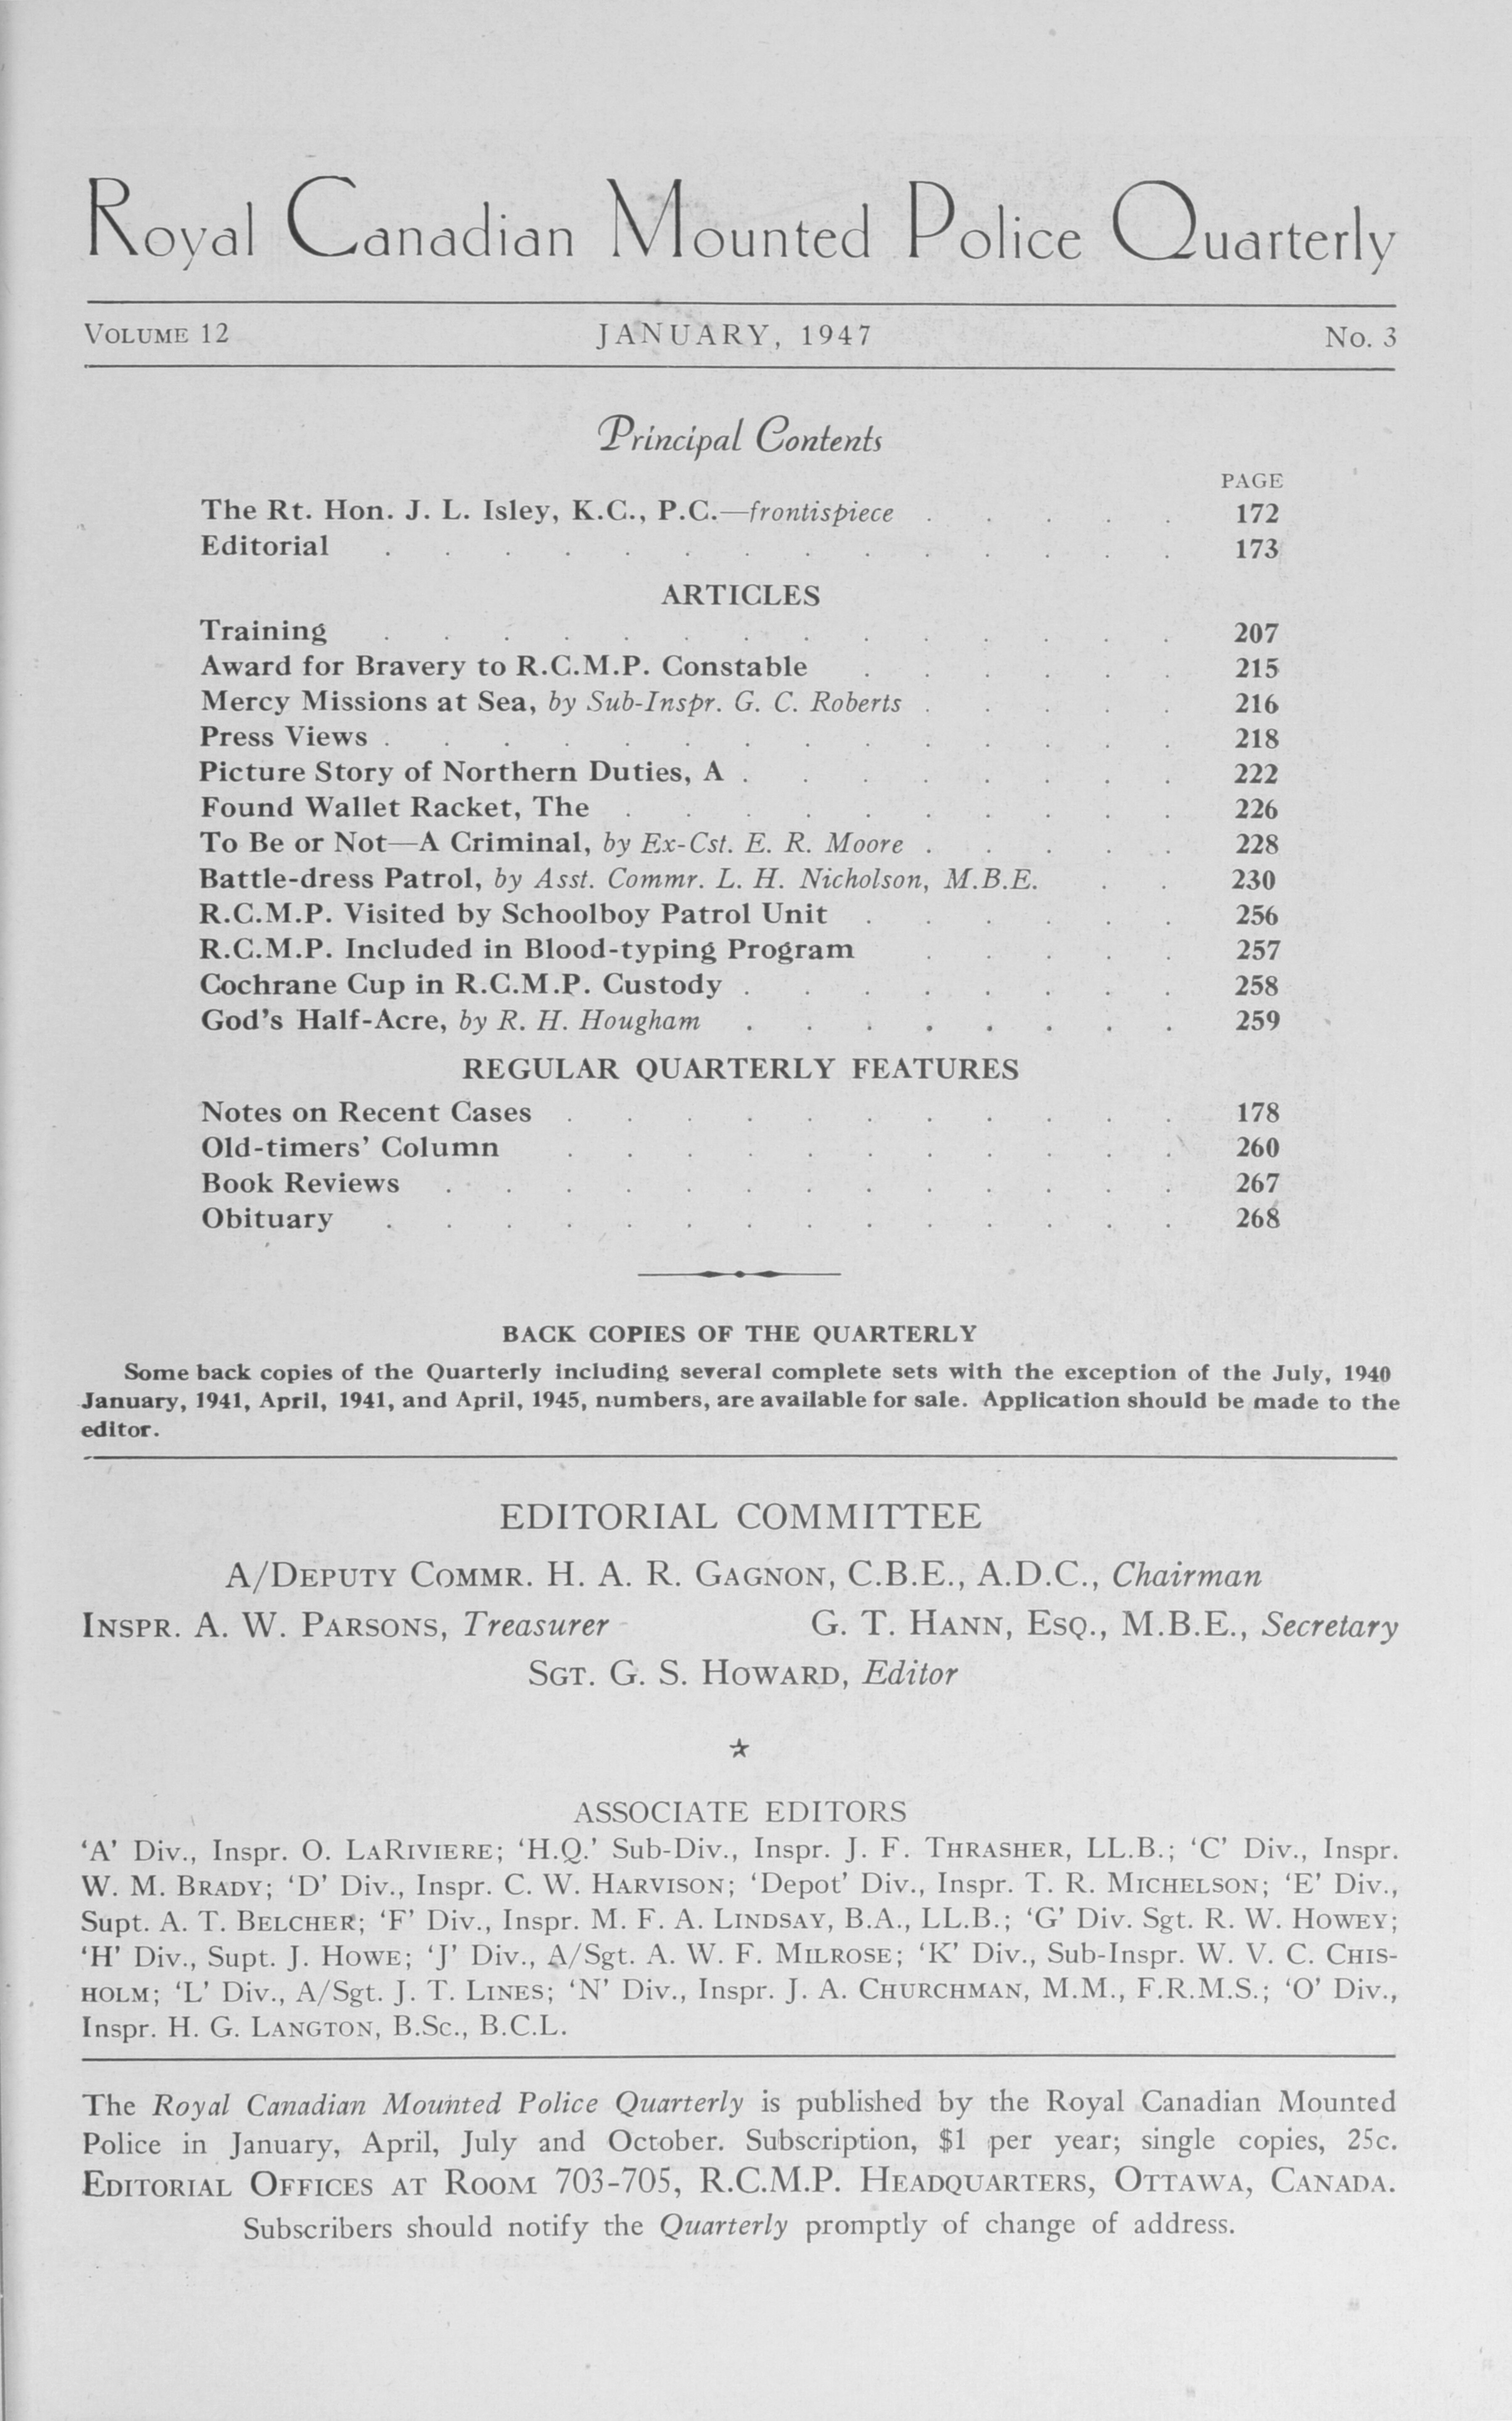 Royal Canadian Mounted Police Quarterly
VOLUME 12 JANUARY, 1947 No. 3
Principal Contents
PAGE
The Rt. Hon. J. L. Isley, K.C., P.C.—frontispiece . . . . . 172
Editorial . . . . . . . . . . . . . . 173
ARTICLES
Training . . . . . . . . . . . . . . 207
Award for Bravery to R.C.M.P. Constable . . . . . . 215
Mercy Missions at Sea, by Sub-Inspr. G. C. Roberts . . . . . 216
Press Views . . . . . . . . . . . . . . 218
Picture Story of Northern Duties, A . . . . . . . . 222
Found Wallet Racket, The . . . . . . . . . . 226
To Be or Not—A Criminal, by Ex-Cst. E. R. Moore . . . . . 228
Battle-dress Patrol, by Asst. Commr. L. H. Nicholson, M.B.E. . . 230
R.C.M.P. Visited by Schoolboy Patrol Unit . . . . . . 256
R.C.M.P. Included in Blood-typing Program . . . . . 257
Cochrane Cup in R.C.M.P. Custody . . . . . . . . 258
God's Half-Acre, by R. H. Hougham . . . . . . . . 259
REGULAR QUARTERLY FEATURES
Notes on Recent Cases . . . . . . . . . . . 178
Old-timers' Column . . . . . . . . . . . 260
Book Reviews . . . . . . . . . . . . . 267
Obituary . . . . . . . . . . . . . . 268
BACK COPIES OF THE QUARTERLY
Some back copies of the Quarterly including several complete sets with the exception of the July, 1940
January, 1941, April, 1941, and April, 1945, numbers, are available for sale. Application should be made to the
editor.
EDITORIAL COMMITTEE
A/DEPUTY COMMR. H. A. R. GAGNON, C.B.E., A.D.C., Chairman
INSPR. A. W. PARSONS, Treasurer G. T. HANN, ESQ., M.B.E., Secretary
SGT. G. S. HOWARD, Editor
ASSOCIATE EDITORS
'A' Div., Inspr. O. LARIVIERE; 'H.Q.' Sub-Div., Inspr. J. F. THRASHER, LL.B.; 'C' Div., Inspr.
W. M. BRADY; 'D' Div., Inspr. C. W. HARVISON; 'Depot' Div., Inspr. T. R. MICHELSON; 'E' Div.,
Supt. A. T. BELCHER; 'F' Div., Inspr. M. F. A. LINDSAY, B.A., LL.B.; 'G' Div. Sgt. R. W. HOWEY;
'H' Div., Supt. J. HOWE; 'J' Div., A/Sgt. A. W. F. MILROSE; 'K' Div., Sub-Inspr. W. V. C. CHIS-
HOLM; 'L' Div., A/Sgt. J. T. LINES; 'N' Div., Inspr. J. A. CHURCHMAN, M.M., F.R.M.S.; 'O' Div.,
Inspr. H. G. LANGTON, B.Sc., B.C.L.
The Royal Canadian Mounted Police Quarterly is published by the Royal Canadian Mounted
Police in January, April, July and October. Subscription, $1 per year; single copies, 25c.
EDITORIAL OFFICES AT ROOM 703-705, R.C.M.P. HEADQUARTERS, OTTAWA, CANADA.
Subscribers should notify the Quarterly promptly of change of address.